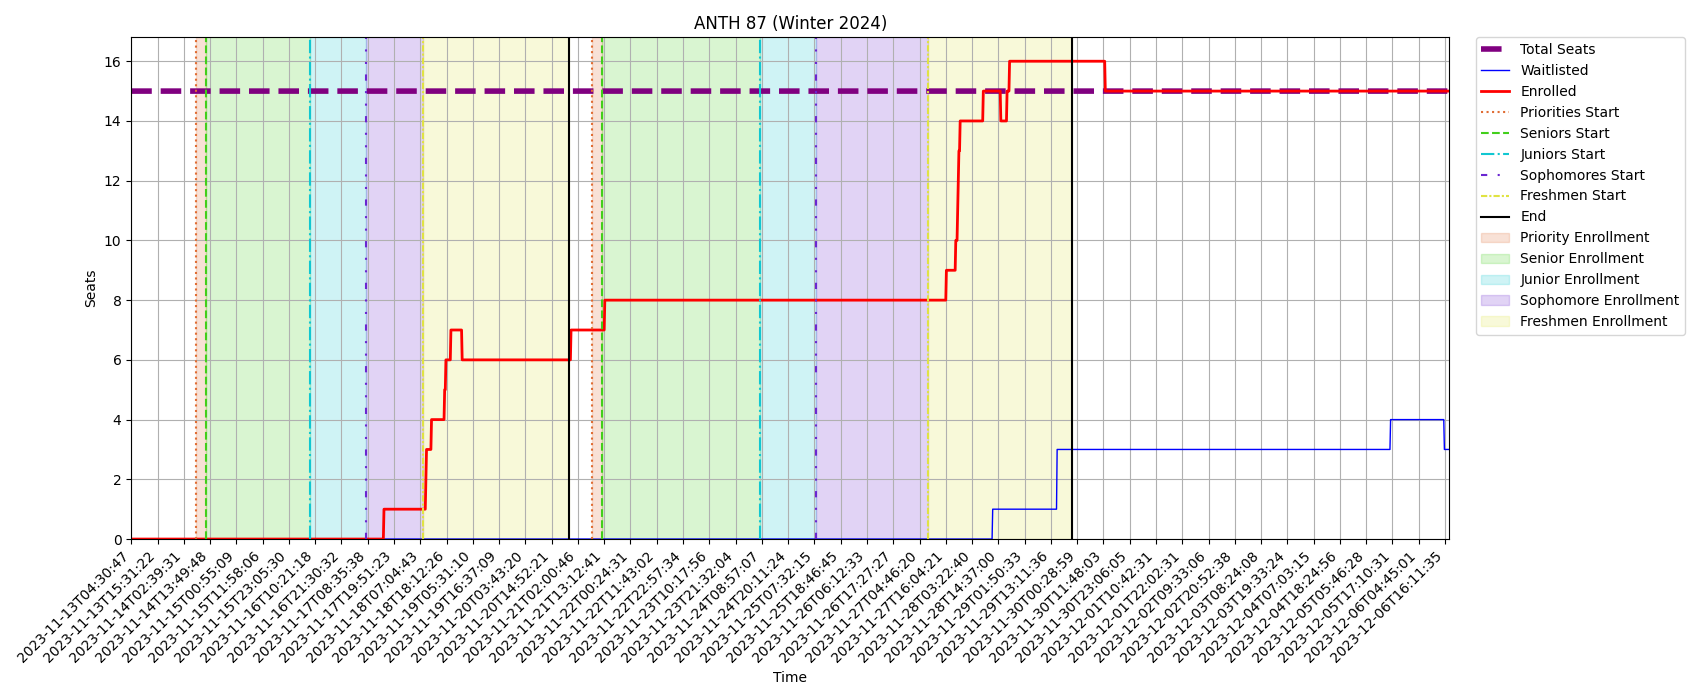 ANTH 87 (Winter 2024)
Seats
16
14
12
10
8
6
4
2
0
2023-11-13T04:30:47
2023-11-13T15:31:22
2023-11-14T02:39:31
2023-11-14T13:49:48
2023-11-15T00:55:09
2023-11-15T11:58:06
2023-11-15T23:05:30
2023-11-16T10:21:18
2023-11-16T21:30:32
2023-11-17T08:35:38
2023-11-17T19:51:23
2023-11-18T07:04:43
2023-11-18T18:12:26
2023-11-19T05:31:10
2023-11-19T16:37:09
2023-11-20T03:43:20
2023-11-20T14:52:21
2023-11-21T02:00:46
2023-11-21T13:12:41
2023-11-22T00:24:31
2023-11-22T11:43:02
2023-11-22T22:57:34
2023-11-23T10:17:56
2023-11-23T21:32:04
2023-11-24T08:57:07
2023-11-24T20:11:24
2023-11-25T07:32:15
2023-11-25T18:46:45
2023-11-26T06:12:33
2023-11-26T17:27:27
2023-11-27T04:46:20
2023-11-27T16:04:21
2023-11-28T03:22:40
2023-11-28T14:37:00
2023-11-29T01:50:33
2023-11-29T13:11:36
2023-11-30T00:28:59
2023-11-30T11:48:03
2023-11-30T23:06:05
2023-12-01T10:42:31
2023-12-01T22:02:31
2023-12-02T09:33:06
2023-12-02T20:52:38
2023-12-03T08:24:08
2023-12-03T19:33:24
2023-12-04T07:03:15
2023-12-04T18:24:56
2023-12-05T05:46:28
2023-12-05T17:10:31
2023-12-06T04:45:01
2023-12-06T16:11:35
Time
Total Seats
Waitlisted
Enrolled
Priorities Start
Seniors Start
Juniors Start
Sophomores Start
Freshmen Start
End
Priority Enrollment
Senior Enrollment
Junior Enrollment
Sophomore Enrollment
Freshmen Enrollment